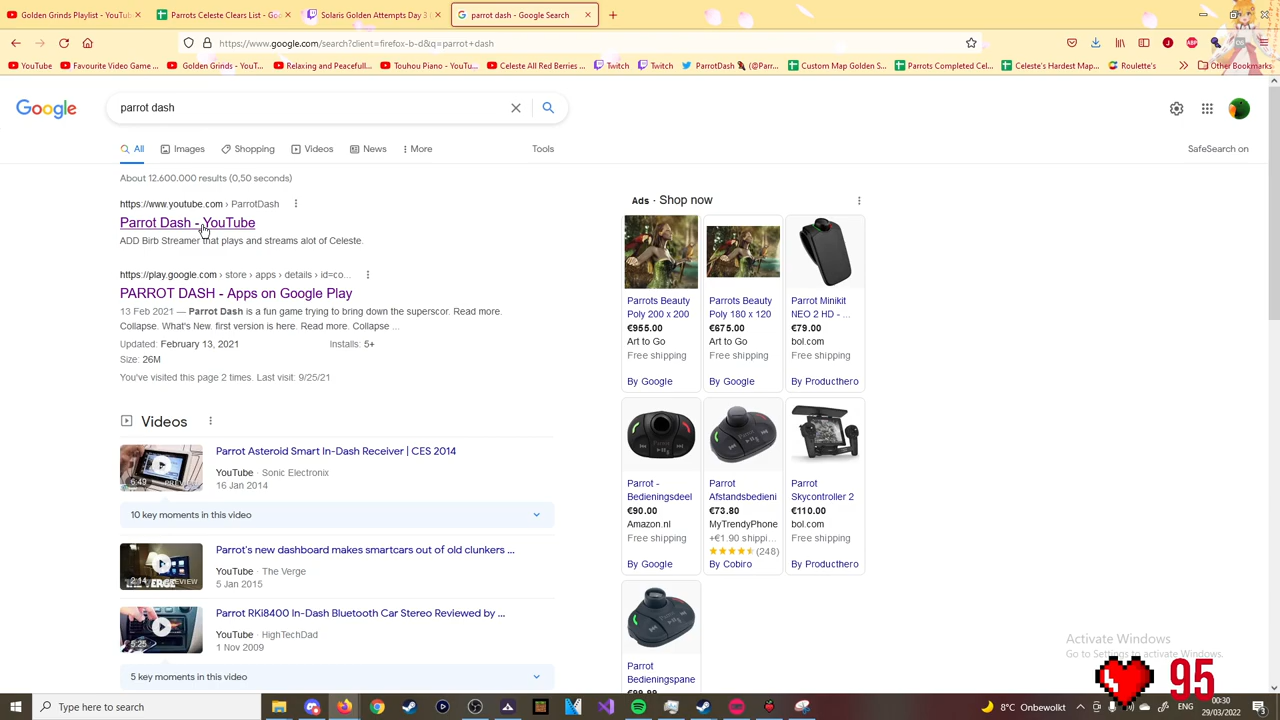 Golden Grinds Playlist - YouTu
Parrots Celeste Clears List - Goo
Solaris Golden Attempts Day 3
parrot dash - Google Search
https://www.google.com/search?client=firefox-b-d&q=parrot+dash
YouTube
Favourite Video Game ...
Golden Grinds - YouT...
Relaxing and Peacefull...
Touhou Piano - YouTu...
Celeste All Red Berries ...
Twitch
Twitch
ParrotDash 🦜 (@Parr...
Custom Map Golden S...
Parrots Completed Cel...
Celeste's Hardest Map...
Roulette's
Other Bookmarks
Google
parrot dash
All
Images
Shopping
Videos
News
More
Tools
SafeSearch on
About 12.600.000 results (0,50 seconds)
https://www.youtube.com › ParrotDash
Parrot Dash - YouTube
ADD Birb Streamer that plays and streams alot of Celeste.
https://play.google.com › store › apps › details › id=co...
PARROT DASH - Apps on Google Play
13 Feb 2021 — Parrot Dash is a fun game trying to bring down the superscor. Read more.
Collapse. What's New. first version is here. Read more. Collapse ...
Updated: February 13, 2021
Installs: 5+
Size: 26M
You've visited this page 2 times. Last visit: 9/25/21
Videos
6:49
Parrot Asteroid Smart In-Dash Receiver | CES 2014
YouTube · Sonic Electronix
16 Jan 2014
10 key moments in this video
2:14
REVIEW
Parrot's new dashboard makes smartcars out of old clunkers ...
YouTube · The Verge
5 Jan 2015
5:25
Parrot RKi8400 In-Dash Bluetooth Car Stereo Reviewed by ...
YouTube · HighTechDad
1 Nov 2009
5 key moments in this video
Ads · Shop now
Parrots Beauty
Poly 200 x 200
€955.00
Art to Go
Free shipping
By Google
Parrots Beauty
Poly 180 x 120
€675.00
Art to Go
Free shipping
By Google
Parrot Minikit
NEO 2 HD - ...
€79.00
bol.com
Free shipping
By Producthero
Parrot -
Bedieningsdeel
€90.00
Amazon.nl
Free shipping
By Google
Parrot
Afstandsbedieni
€73.80
MyTrendyPhone
+€1.90 shippi...
(248)
By Cobiro
Parrot
Skycontroller 2
€110.00
bol.com
Free shipping
By Producthero
Parrot
Bedieningspane
Activate Windows
Go to Settings to activate Windows.
95
Type here to search
8°C Onbewolkt
00:30
29/03/2022